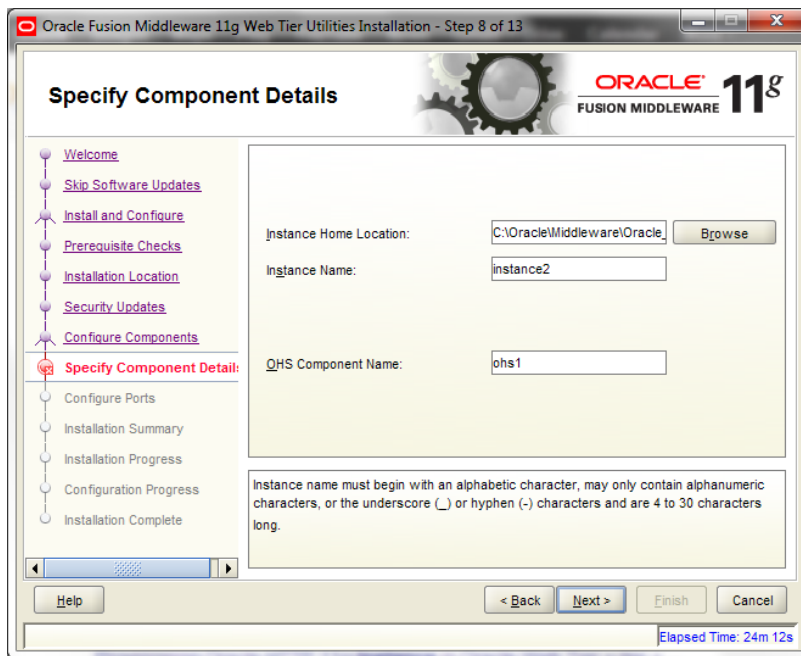 Oracle Fusion Middleware 11g Web Tier Utilities Installation - Step 8 of 13
Specify Component Details
ORACLE
FUSION MIDDLEWARE 11g
Welcome
Skip Software Updates
Install and Configure
Prerequisite Checks
Installation Location
Security Updates
Configure Components
Specify Component Details
Configure Ports
Installation Summary
Installation Progress
Configuration Progress
Installation Complete
Instance Home Location: C:\Oracle\Middleware\Oracle_ Browse
Instance Name: instance2
OHS Component Name: ohs1
Instance name must begin with an alphabetic character, may only contain alphanumeric
characters, or the underscore (_) or hyphen (-) characters and are 4 to 30 characters
long.
Help < Back Next > Finish Cancel
Elapsed Time: 24m 12s